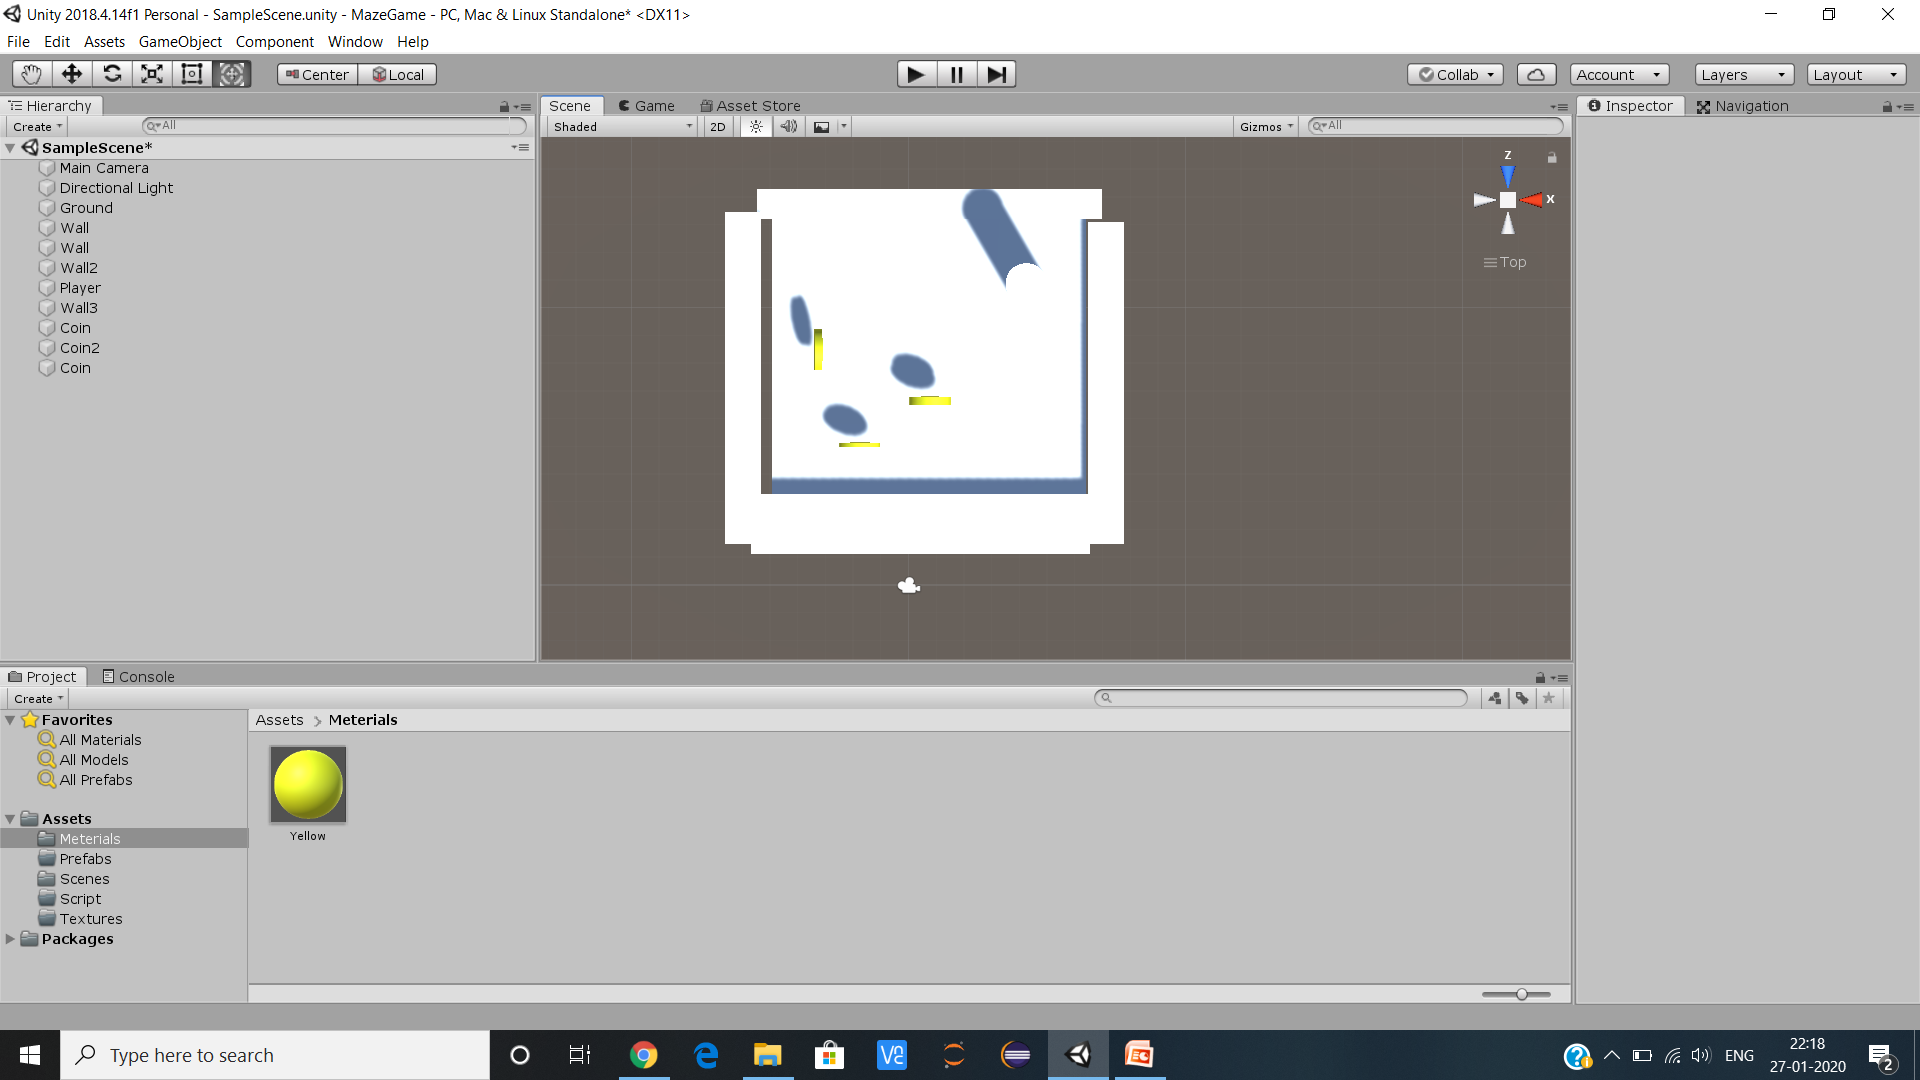 Unity 2018.4.14f1 Personal - SampleScene.unity - MazeGame - PC, Mac & Linux Standalone* <DX11>
File Edit Assets GameObject Component Window Help
Center Local Collab Account Layers Layout
Hierarchy Scene Game Asset Store Inspector Navigation
Create All Shaded 2D Gizmos All
SampleScene*
Main Camera
Directional Light
Ground
Wall
Wall
Wall2
Player
Wall3
Coin
Coin2
Coin
z
x
Top
Project Console
Create
Favorites
All Materials
All Models
All Prefabs
Assets
Meterials
Prefabs
Scenes
Script
Textures
Packages
Assets Meterials
Yellow
Type here to search
VC
ENG
22:18
27-01-2020
2